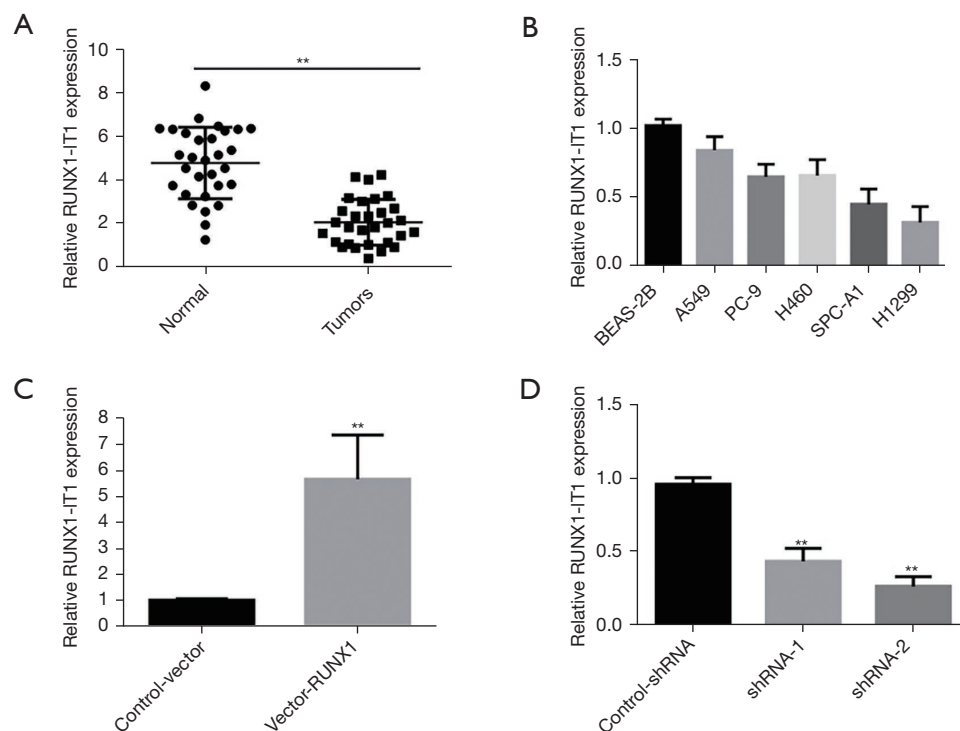 A
Relative RUNX1-IT1 expression
10
8
6
4
2
0
**
Normal
Tumors
B
Relative RUNX1-IT1 expression
1.5
1.0
0.5
0.0
BEAS-2B
A549
PC-9
H460
SPC-A1
H1299
C
Relative RUNX1-IT1 expression
8
7
6
5
4
3
2
1
0
**
Control-vector
Vector-RUNX1
D
Relative RUNX1-IT1 expression
1.5
1.0
0.5
0.0
**
**
Control-shRNA
shRNA-1
shRNA-2